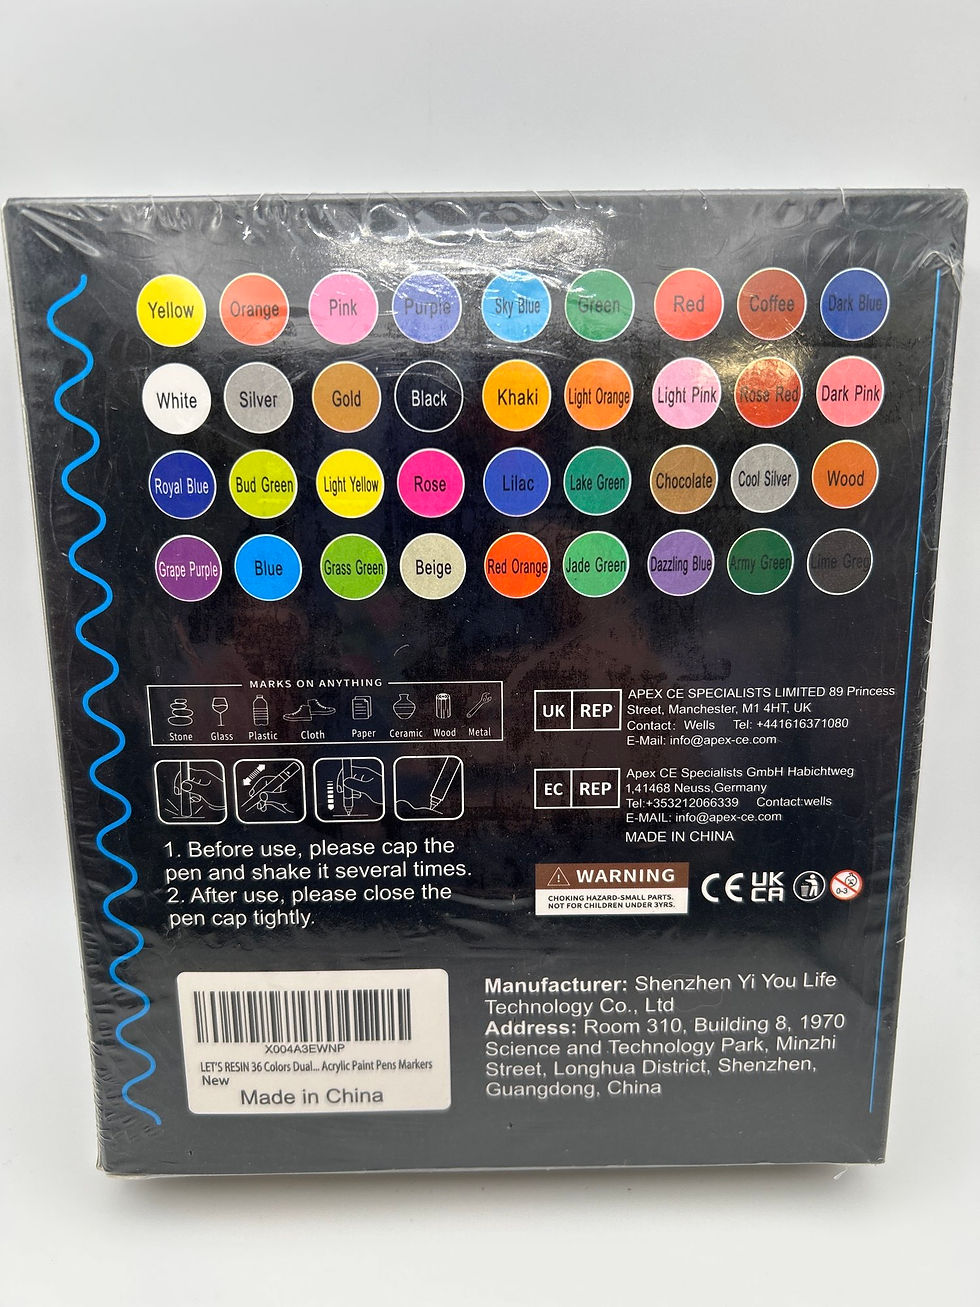 Yellow Orange Pink Purple Sky Blue Green Red Coffee Dark Blue
White Silver Gold Black Khaki Light Orange Light Pink Rose Red Dark Pink
Royal Blue Bud Green Light Yellow Rose Lilac Lake Green Chocolate Cool Silver Wood
Grape Purple Blue Grass Green Beige Red Orange Jade Green Dazzling Blue Army Green Lime
MARKS ON ANYTHING
Stone Glass Plastic Cloth Paper Ceramic Wood Metal
1. Before use, please cap the
pen and shake it several times.
2. After use, please close the
pen cap tightly.
UK REP
APEX CE SPECIALISTS LIMITED 89 Princess
Street, Manchester, M1 4HT, UK
Contact: Wells Tel: +441616371080
E-Mail: info@apex-ce.com
EC REP
Apex CE Specialists GmbH Habichtweg
1,41468 Neuss,Germany
Tel:+353212066339 Contact:wells
E-MAIL: info@apex-ce.com
MADE IN CHINA
WARNING
CHOKING HAZARD-SMALL PARTS.
NOT FOR CHILDREN UNDER 3YRS.
CE UK CA 0-3
X004A3EWNP
LET'S RESIN 36 Colors Dual... Acrylic Paint Pens Markers
New
Made in China
Manufacturer: Shenzhen Yi You Life
Technology Co., Ltd
Address: Room 310, Building 8, 1970
Science and Technology Park, Minzhi
Street, Longhua District, Shenzhen,
Guangdong, China